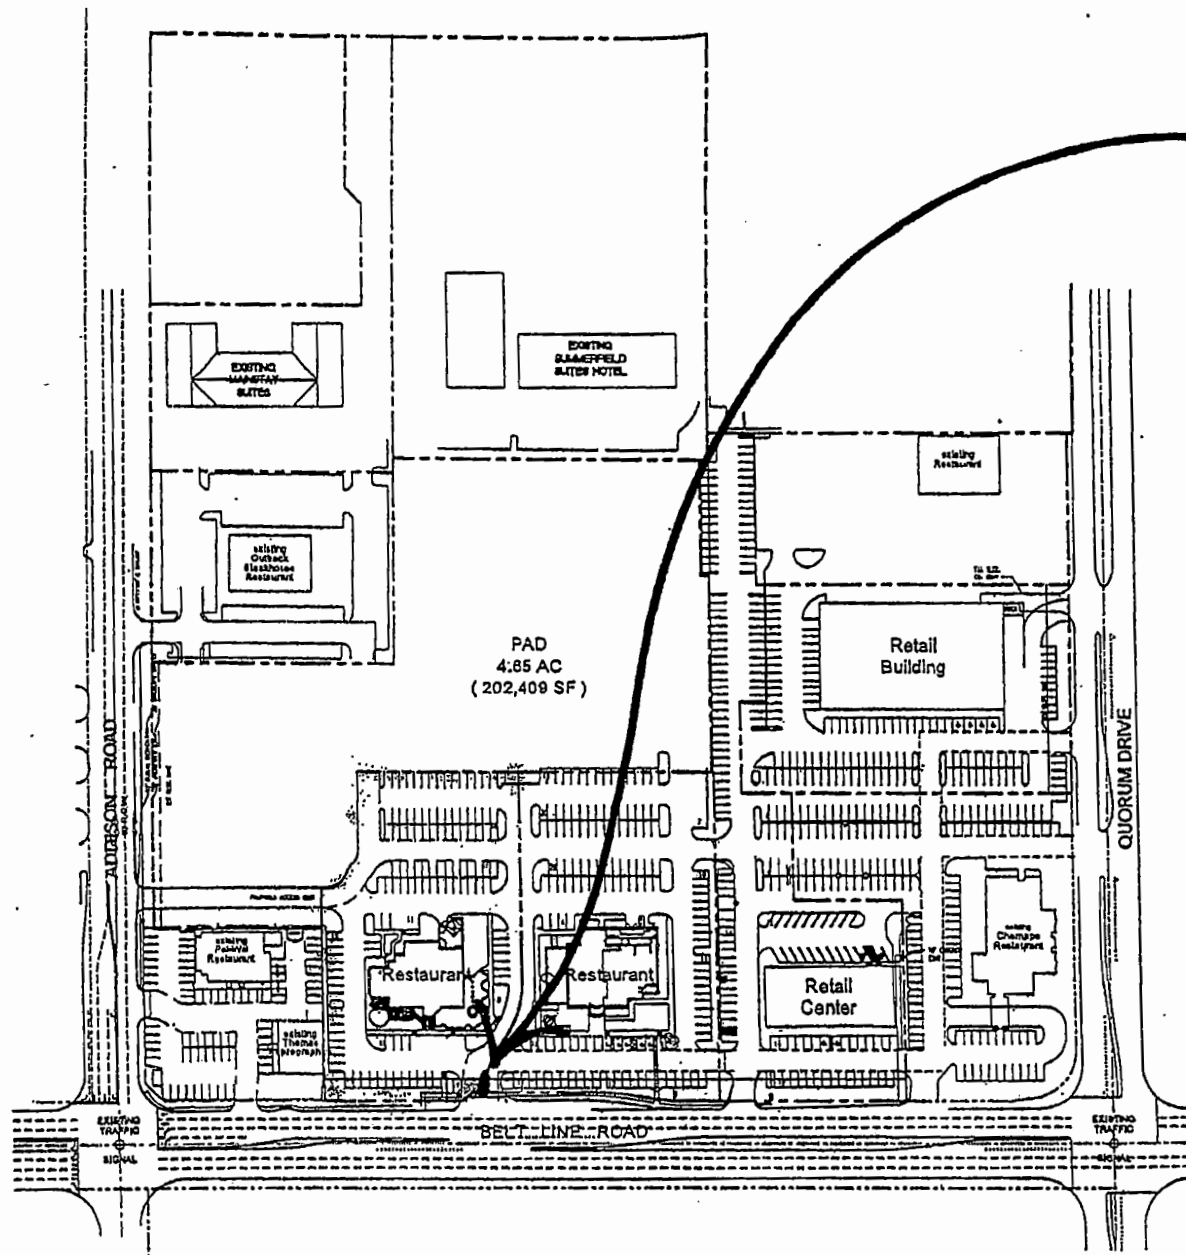 EXISTING
MAINSTAY
SUITES
EXISTING
SUMMERFIELD
SUITES HOTEL
existing
Restaurant
existing
Outback
Steakhouse
Restaurant
PAD
4.65 AC
( 202,409 SF )
Retail
Building
ADDISON ROAD
QUORUM DRIVE
existing
Restaurant
Restaurant
Restaurant
Retail
Center
existing
Restaurant
existing
Thomas
EXISTING
TRAFFIC
SIGNAL
BELT LINE ROAD
EXISTING
TRAFFIC
SIGNAL